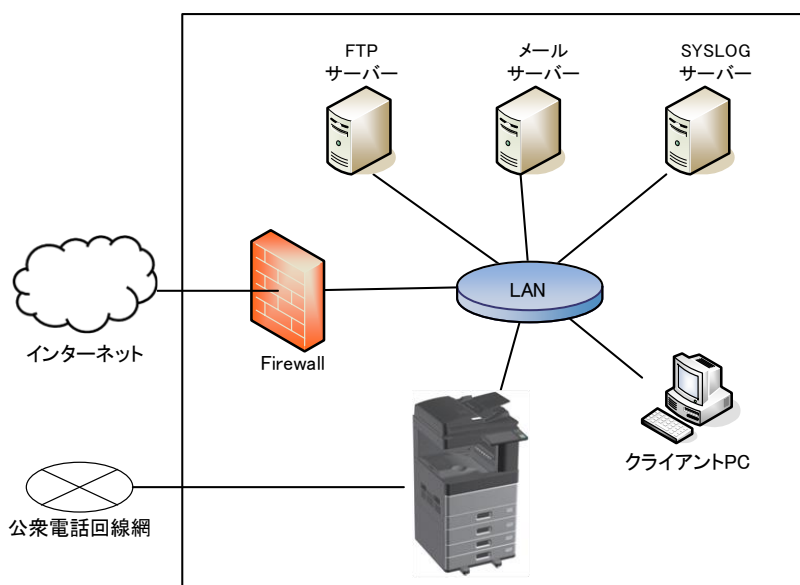 FTP
サーバー
メール
サーバー
SYSLOG
サーバー
LAN
インターネット
Firewall
クライアントPC
公衆電話回線網